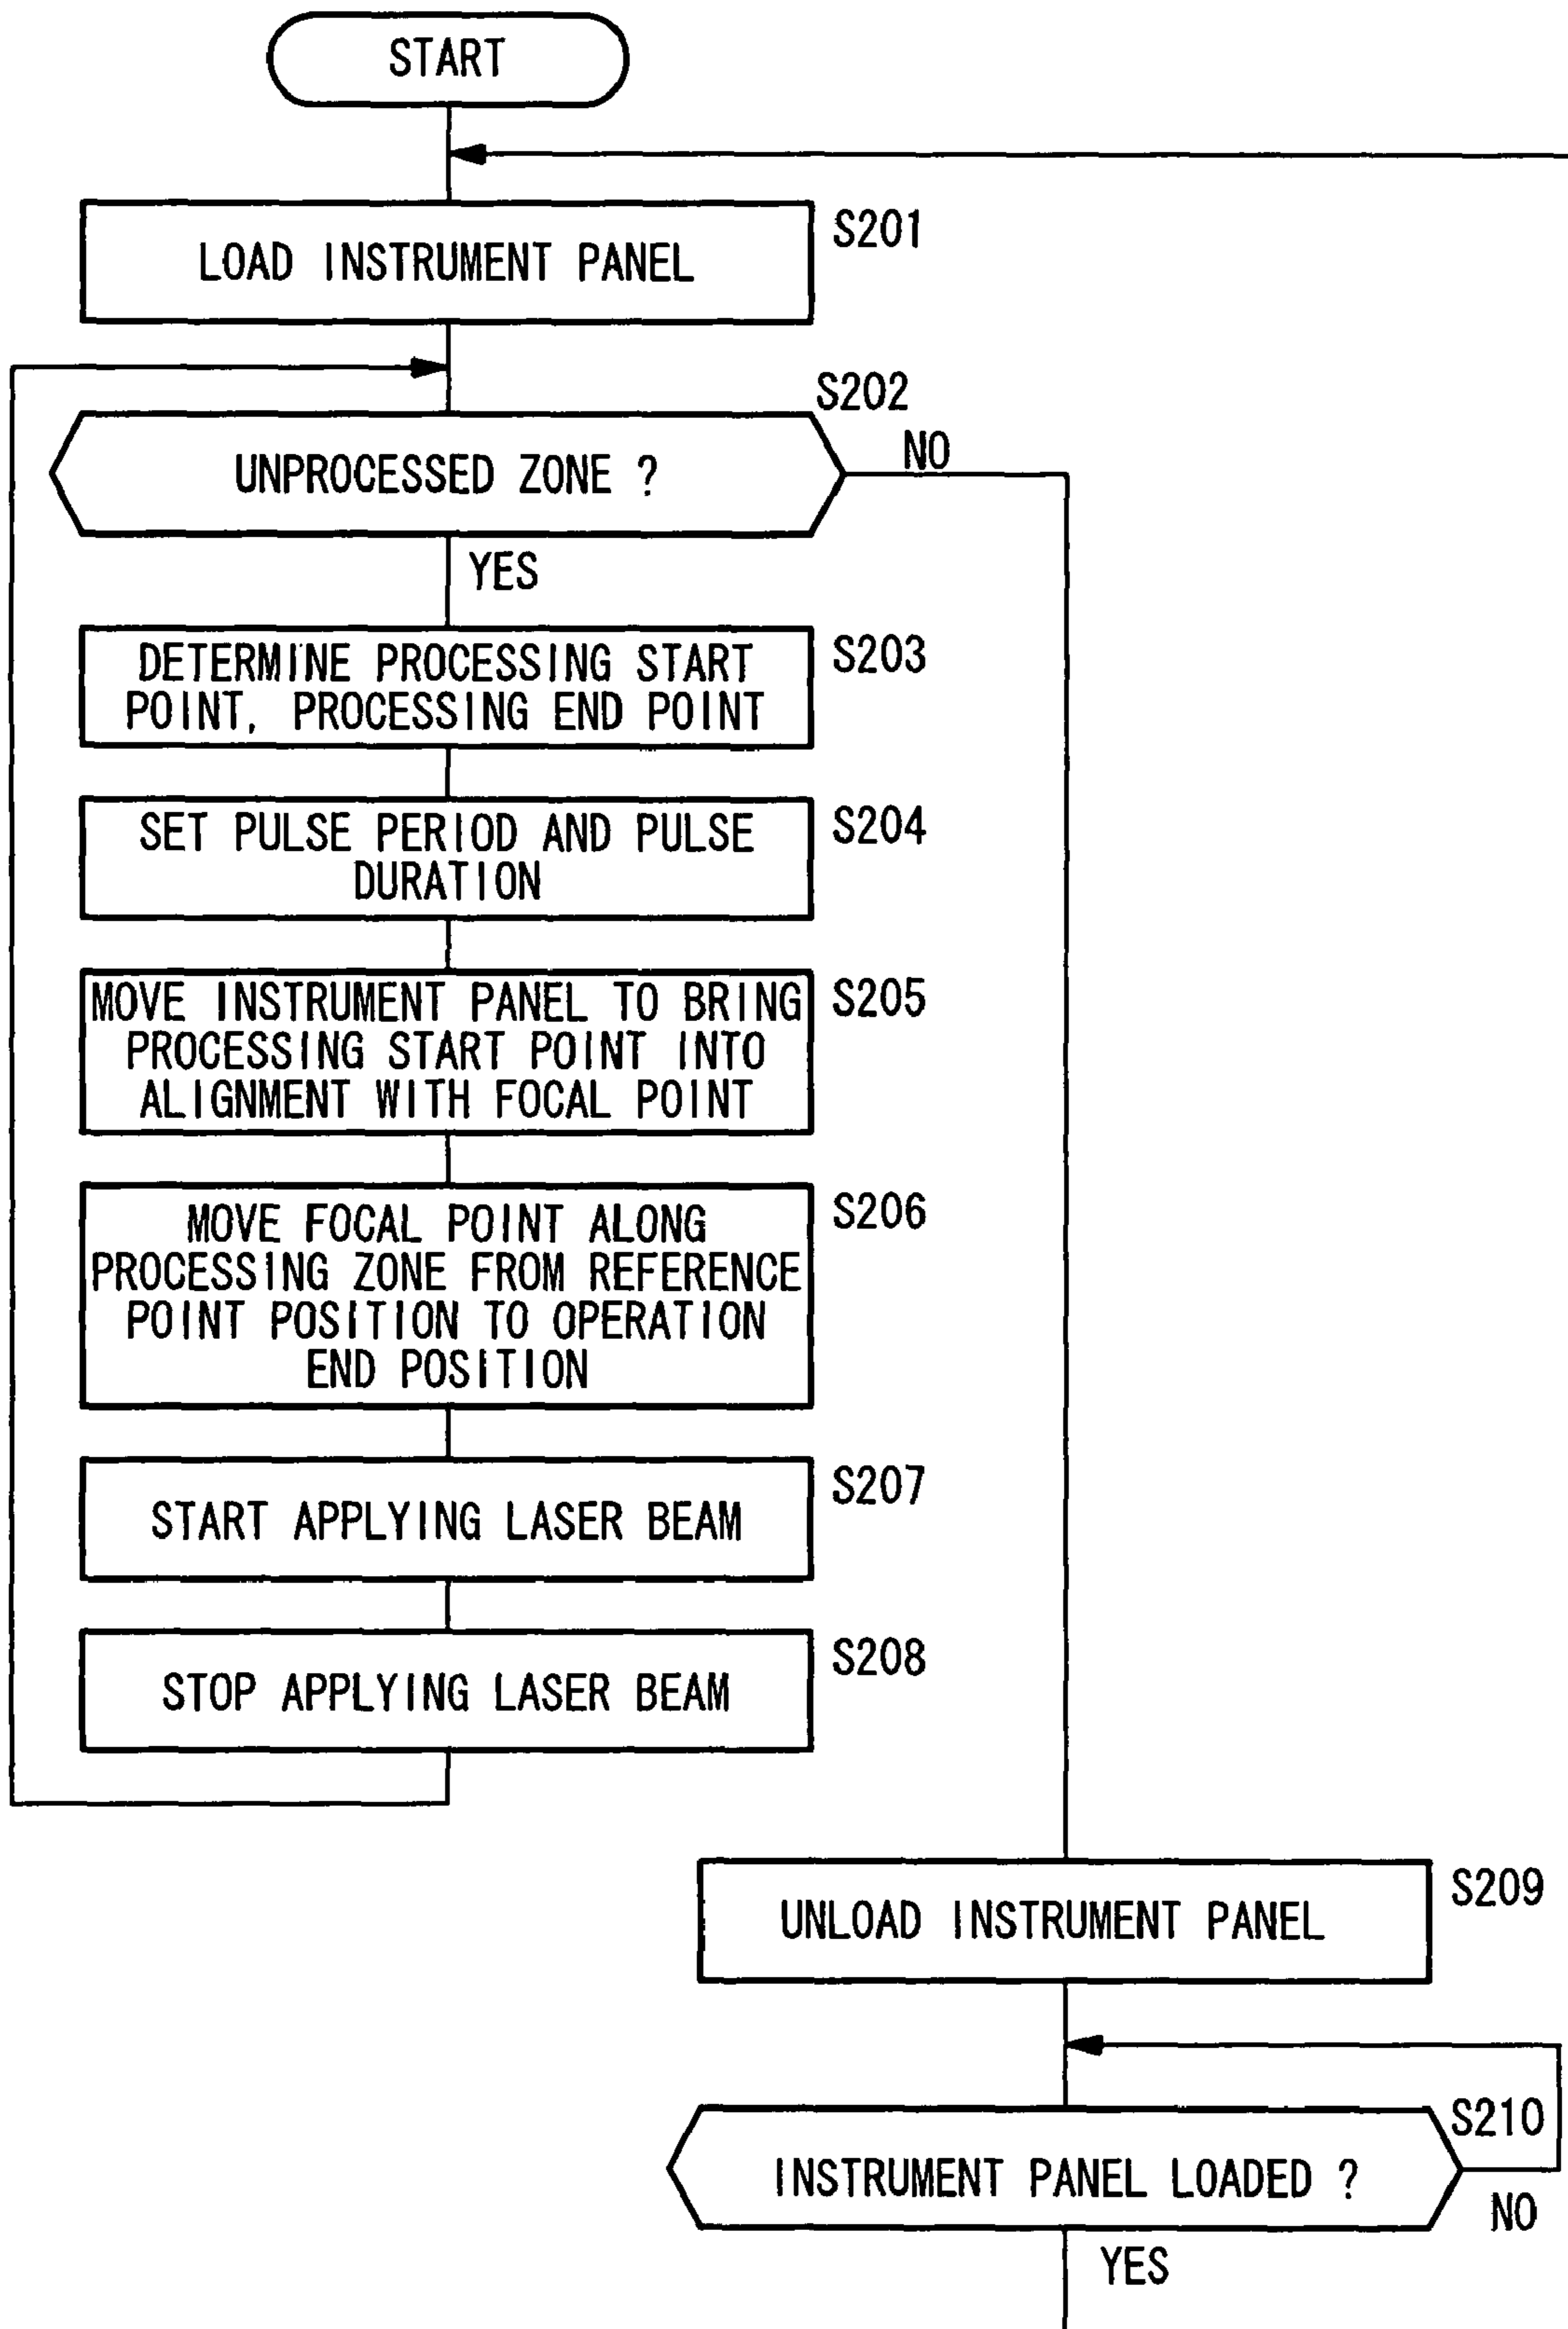 START
S201
LOAD INSTRUMENT PANEL
S202
UNPROCESSED ZONE ?
NO
YES
S203
DETERMINE PROCESSING START
POINT, PROCESSING END POINT
S204
SET PULSE PERIOD AND PULSE
DURATION
S205
MOVE INSTRUMENT PANEL TO BRING
PROCESSING START POINT INTO
ALIGNMENT WITH FOCAL POINT
S206
MOVE FOCAL POINT ALONG
PROCESSING ZONE FROM REFERENCE
POINT POSITION TO OPERATION
END POSITION
S207
START APPLYING LASER BEAM
S208
STOP APPLYING LASER BEAM
S209
UNLOAD INSTRUMENT PANEL
S210
INSTRUMENT PANEL LOADED ?
NO
YES